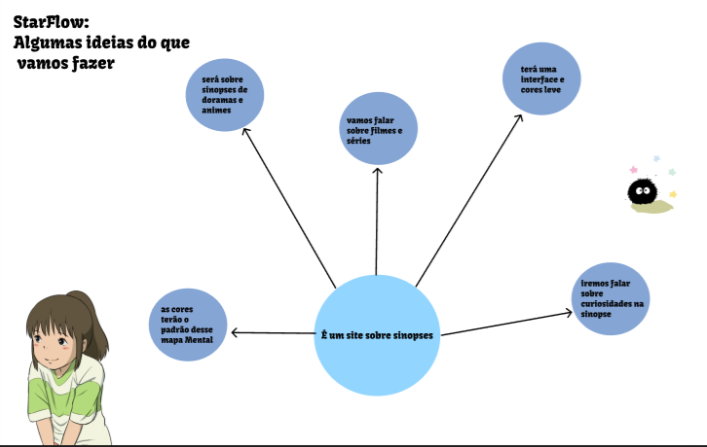 StarFlow:
Algumas ideias do que
vamos fazer
será sobre
sinopses de
doramas e
animes
vamos falar
sobre filmes e
séries
terá uma
interface e
cores leve
as cores
terão o
padrão desse
mapa Mental
É um site sobre sinopses
iremos falar
sobre
curiosidades na
sinopse